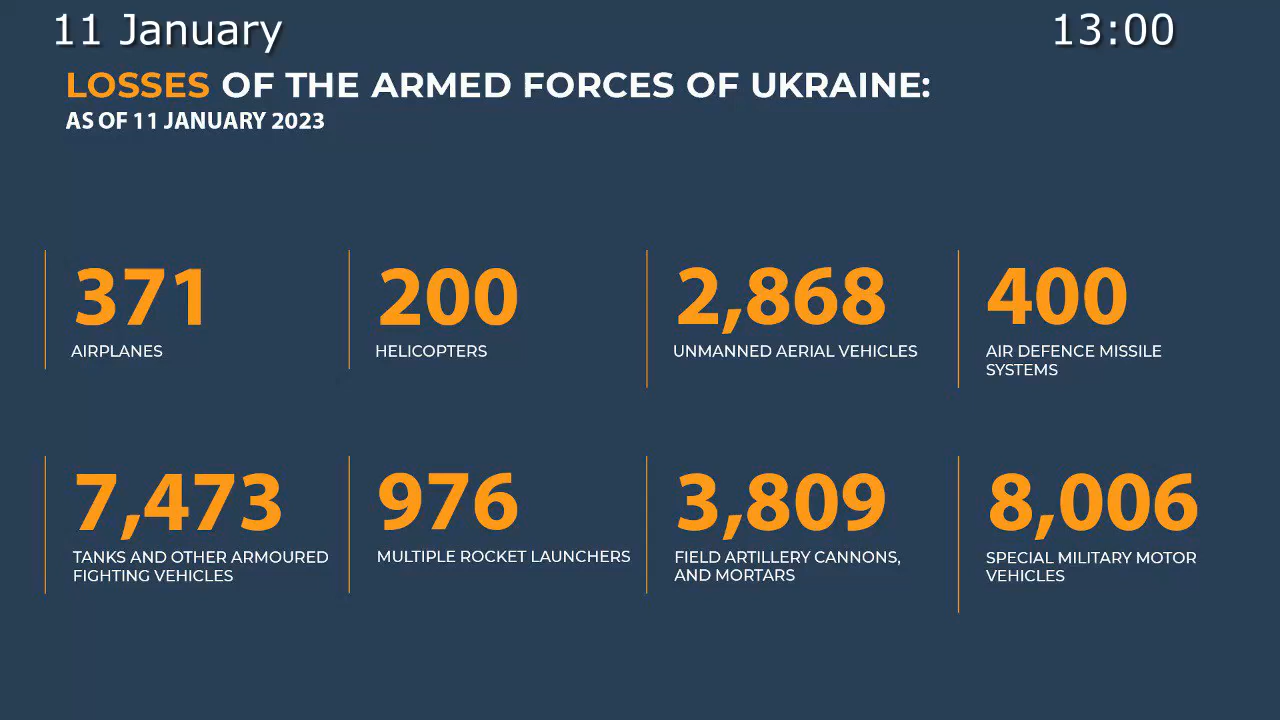 11 January
13:00
LOSSES OF THE ARMED FORCES OF UKRAINE:
AS OF 11 JANUARY 2023
371
AIRPLANES
200
HELICOPTERS
2,868
UNMANNED AERIAL VEHICLES
400
AIR DEFENCE MISSILE
SYSTEMS
7,473
TANKS AND OTHER ARMOURED
FIGHTING VEHICLES
976
MULTIPLE ROCKET LAUNCHERS
3,809
FIELD ARTILLERY CANNONS,
AND MORTARS
8,006
SPECIAL MILITARY MOTOR
VEHICLES